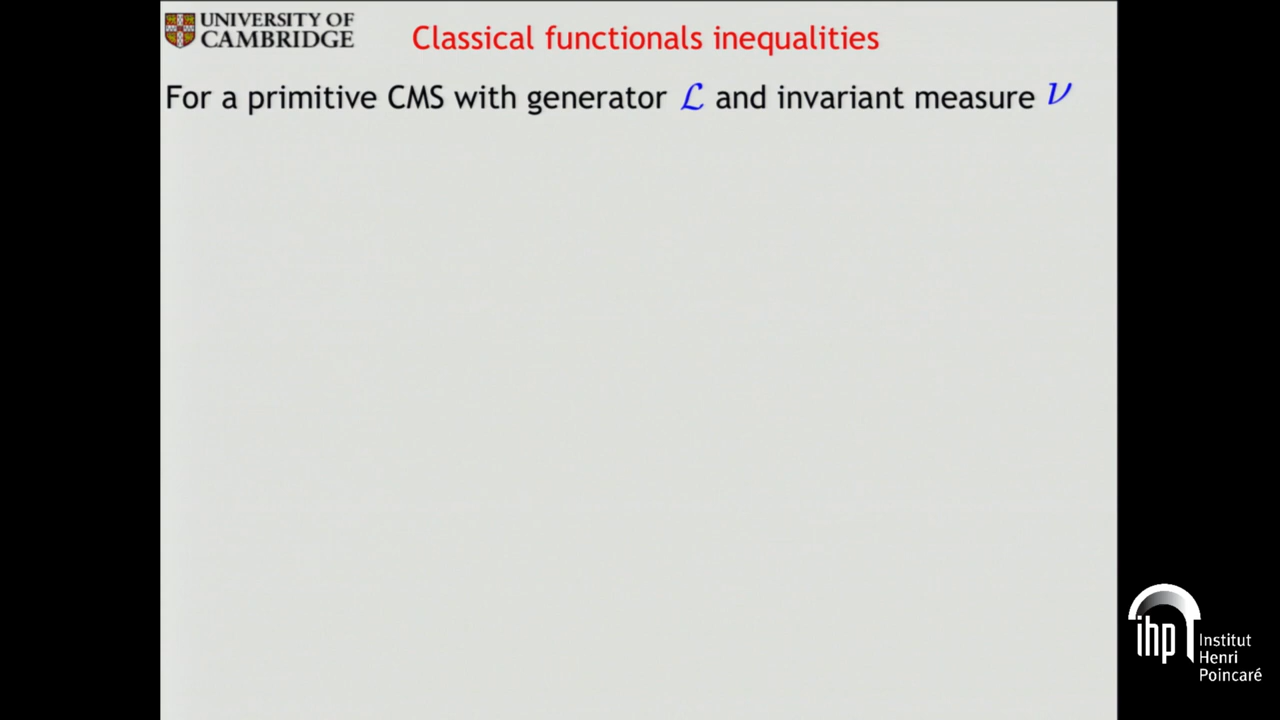 UNIVERSITY OF
CAMBRIDGE
Classical functionals inequalities
For a primitive CMS with generator ℒ and invariant measure ν
ihp
Institut
Henri
Poincaré